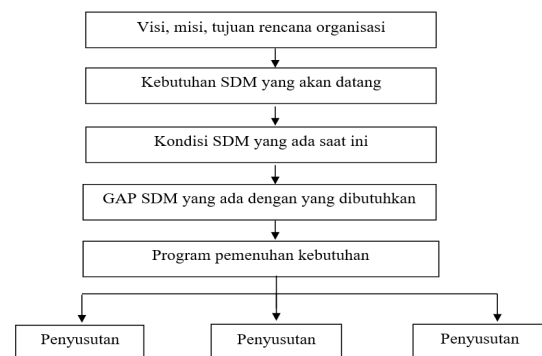 Visi, misi, tujuan rencana organisasi
Kebutuhan SDM yang akan datang
Kondisi SDM yang ada saat ini
GAP SDM yang ada dengan yang dibutuhkan
Program pemenuhan kebutuhan
Penyusutan
Penyusutan
Penyusutan